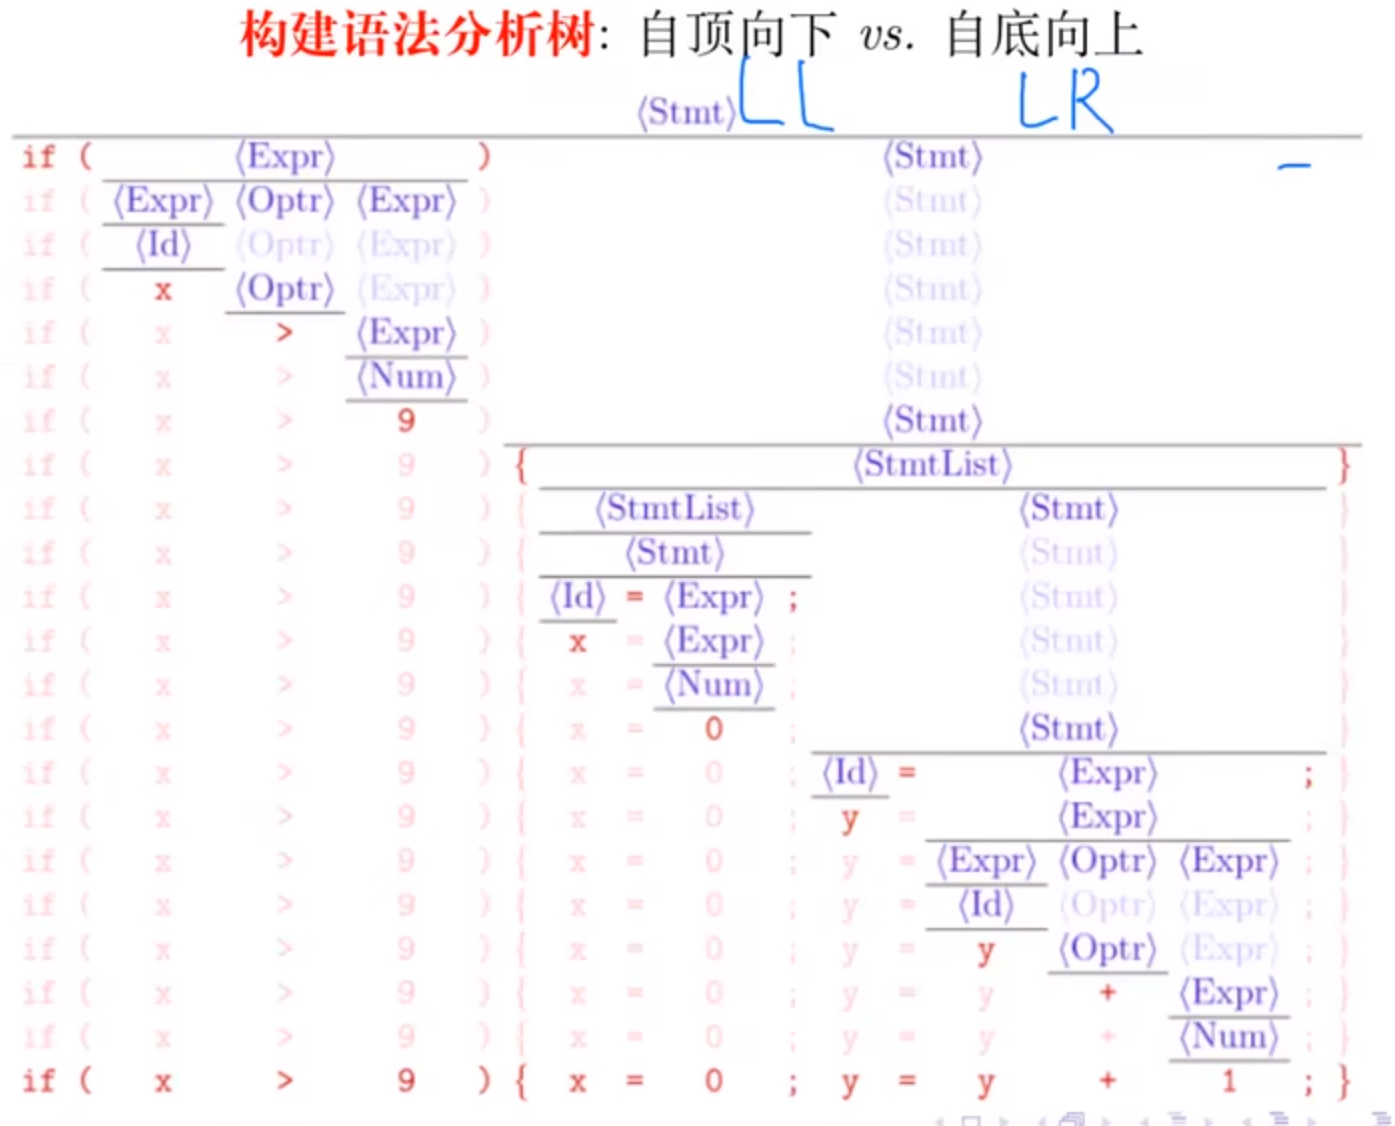 构建语法分析树: 自顶向下 vs. 自底向上
⟨Stmt⟩ LL LR
if ( ⟨Expr⟩ ) ⟨Stmt⟩
if ( ⟨Expr⟩ ⟨Optr⟩ ⟨Expr⟩ ) ⟨Stmt⟩
if ( ⟨Id⟩ ⟨Optr⟩ ⟨Expr⟩ ) ⟨Stmt⟩
if ( x ⟨Optr⟩ ⟨Expr⟩ ) ⟨Stmt⟩
if ( x > ⟨Expr⟩ ) ⟨Stmt⟩
if ( x > ⟨Num⟩ ) ⟨Stmt⟩
if ( x > 9 ) ⟨Stmt⟩
if ( x > 9 ) { ⟨StmtList⟩ }
if ( x > 9 ) { ⟨StmtList⟩ ⟨Stmt⟩ }
if ( x > 9 ) { ⟨Stmt⟩ ⟨Stmt⟩ }
if ( x > 9 ) { ⟨Id⟩ = ⟨Expr⟩ ; ⟨Stmt⟩ }
if ( x > 9 ) { x = ⟨Expr⟩ ; ⟨Stmt⟩ }
if ( x > 9 ) { x = ⟨Num⟩ ; ⟨Stmt⟩ }
if ( x > 9 ) { x = 0 ; ⟨Stmt⟩ }
if ( x > 9 ) { x = 0 ; ⟨Id⟩ = ⟨Expr⟩ ; }
if ( x > 9 ) { x = 0 ; y = ⟨Expr⟩ ; }
if ( x > 9 ) { x = 0 ; y = ⟨Expr⟩ ⟨Optr⟩ ⟨Expr⟩ ; }
if ( x > 9 ) { x = 0 ; y = ⟨Id⟩ ⟨Optr⟩ ⟨Expr⟩ ; }
if ( x > 9 ) { x = 0 ; y = y ⟨Optr⟩ ⟨Expr⟩ ; }
if ( x > 9 ) { x = 0 ; y = y + ⟨Expr⟩ ; }
if ( x > 9 ) { x = 0 ; y = y + ⟨Num⟩ ; }
if ( x > 9 ) { x = 0 ; y = y + 1 ; }